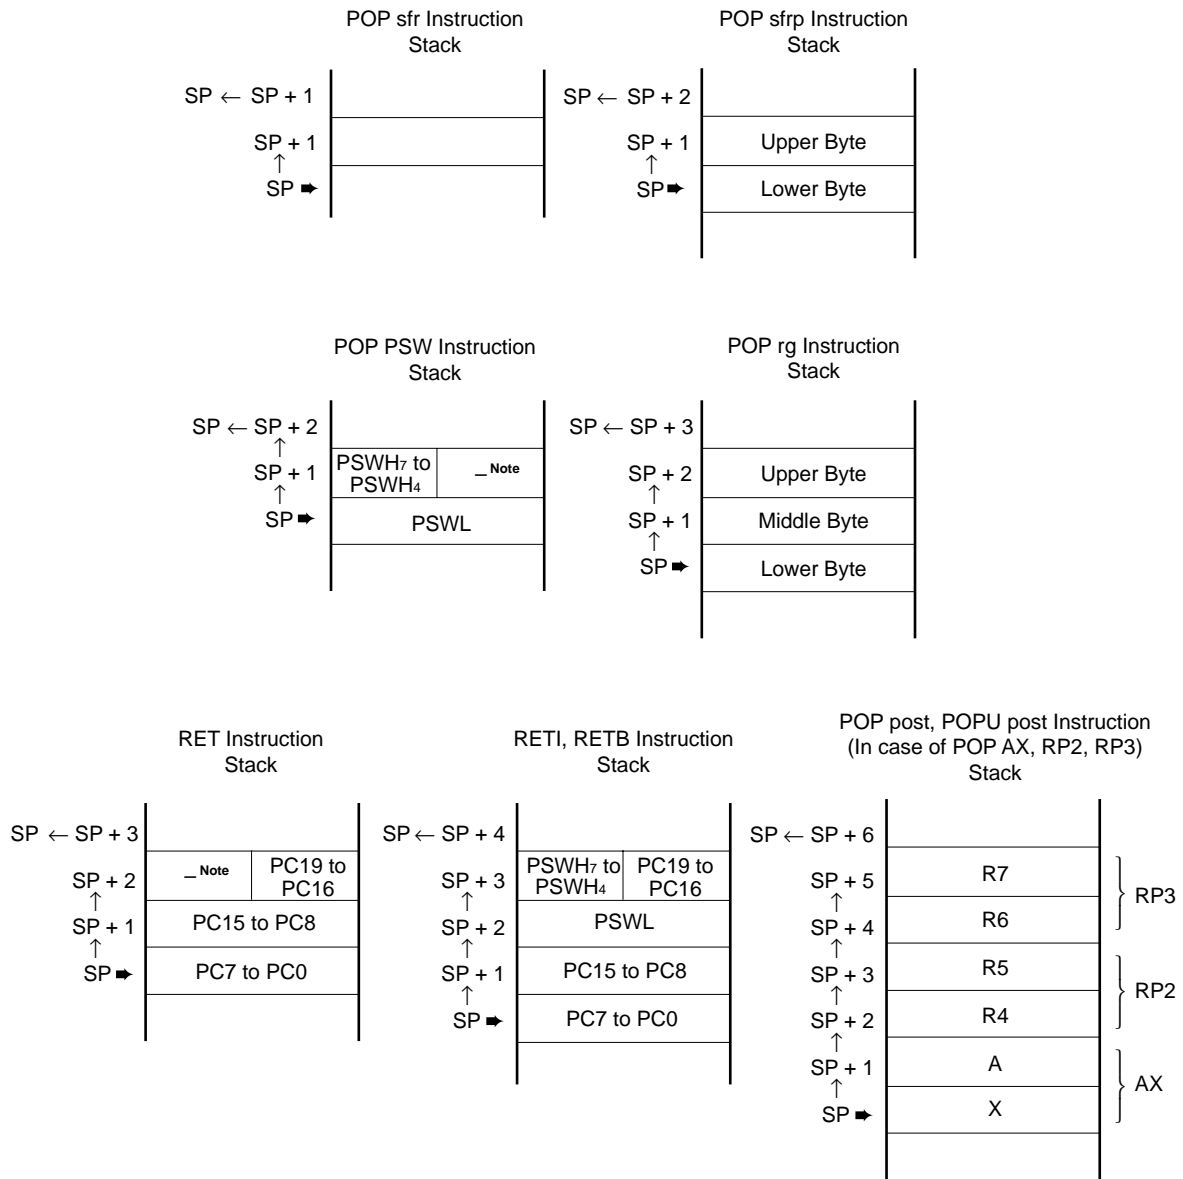 POP sfr Instruction
Stack
SP ← SP + 1
SP + 1
↑
SP ➨
POP sfrp Instruction
Stack
SP ← SP + 2
SP + 1
↑
SP ➨
Upper Byte
Lower Byte
POP PSW Instruction
Stack
SP ← SP + 2
↑
SP + 1
↑
SP ➨
PSWH7 to
PSWH4
– Note
PSWL
POP rg Instruction
Stack
SP ← SP + 3
SP + 2
↑
SP + 1
↑
SP ➨
Upper Byte
Middle Byte
Lower Byte
RET Instruction
Stack
SP ← SP + 3
SP + 2
↑
SP + 1
↑
SP ➨
– Note
PC19 to
PC16
PC15 to PC8
PC7 to PC0
RETI, RETB Instruction
Stack
SP ← SP + 4
SP + 3
↑
SP + 2
↑
SP + 1
↑
SP ➨
PSWH7 to
PSWH4
PC19 to
PC16
PSWL
PC15 to PC8
PC7 to PC0
POP post, POPU post Instruction
(In case of POP AX, RP2, RP3)
Stack
SP ← SP + 6
SP + 5
↑
SP + 4
↑
SP + 3
↑
SP + 2
↑
SP + 1
↑
SP ➨
R7
R6
R5
R4
A
X
RP3
RP2
AX